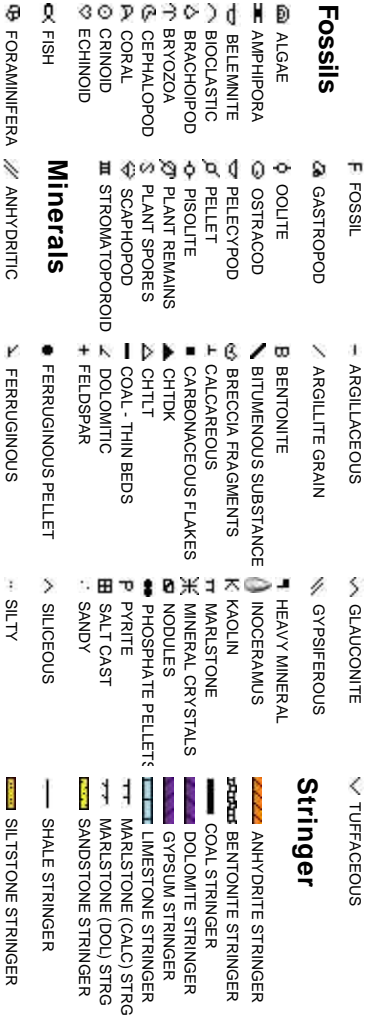 Fossils
ALGAE
AMPHIPORA
BELEMNITE
BIOCLASTIC
BRACHIOPOD
BRYOZOA
CEPHALOPOD
CORAL
CRINOID
ECHINOID
FISH
FORAMINIFERA
F FOSSIL
GASTROPOD
OOLITE
OSTRACOD
PELECYPOD
PELLET
PISOLITE
PLANT REMAINS
S PLANT SPORES
SCAPHOPOD
STROMATOPOROID
Minerals
ANHYDRITIC
ARGILLACEOUS
ARGILLITE GRAIN
B BENTONITE
BITUMENOUS SUBSTANCE
BRECCIA FRAGMENTS
CALCAREOUS
CARBONACEOUS FLAKES
CHTDK
CHTLT
COAL - THIN BEDS
DOLOMITIC
FELDSPAR
FERRUGINOUS PELLET
FERRUGINOUS
GLAUCONITE
GYPSIFEROUS
HEAVY MINERAL
INOCERAMUS
K KAOLIN
MARLSTONE
MINERAL CRYSTALS
NODULES
PHOSPHATE PELLETS
P PYRITE
SALT CAST
SANDY
SILICEOUS
SILTY
TUFFACEOUS
Stringer
ANHYDRITE STRINGER
BENTONITE STRINGER
COAL STRINGER
DOLOMITE STRINGER
GYPSUM STRINGER
LIMESTONE STRINGER
MARLSTONE (CALC) STRG
MARLSTONE (DOL) STRG
SANDSTONE STRINGER
SHALE STRINGER
SILTSTONE STRINGER